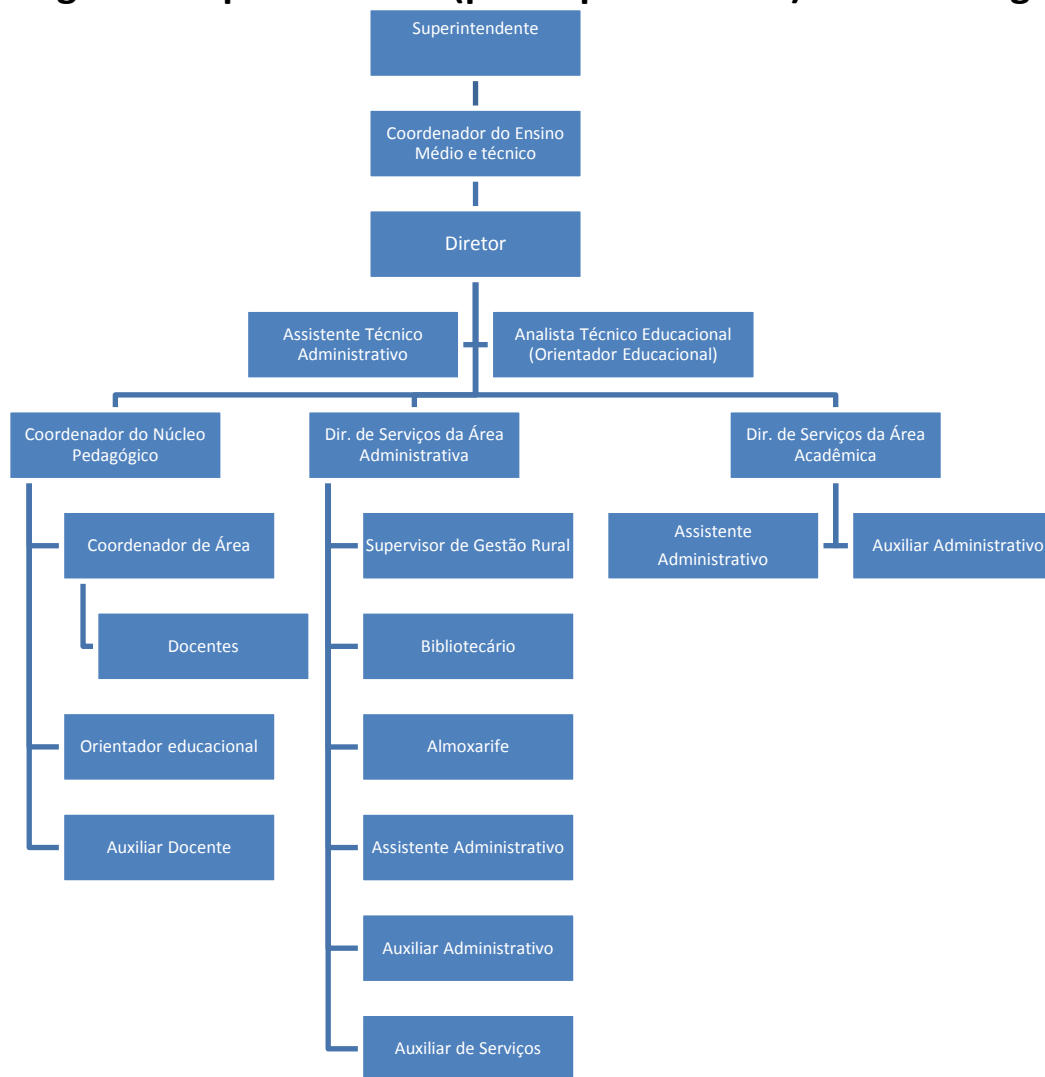 Superintendente
Coordenador do Ensino
Médio e técnico
Diretor
Assistente Técnico
Administrativo
Analista Técnico Educacional
(Orientador Educacional)
Coordenador do Núcleo
Pedagógico
Dir. de Serviços da Área
Administrativa
Dir. de Serviços da Área
Acadêmica
Coordenador de Área
Docentes
Orientador educacional
Auxiliar Docente
Supervisor de Gestão Rural
Bibliotecário
Almoxarife
Assistente Administrativo
Auxiliar Administrativo
Auxiliar de Serviços
Assistente
Administrativo
Auxiliar Administrativo